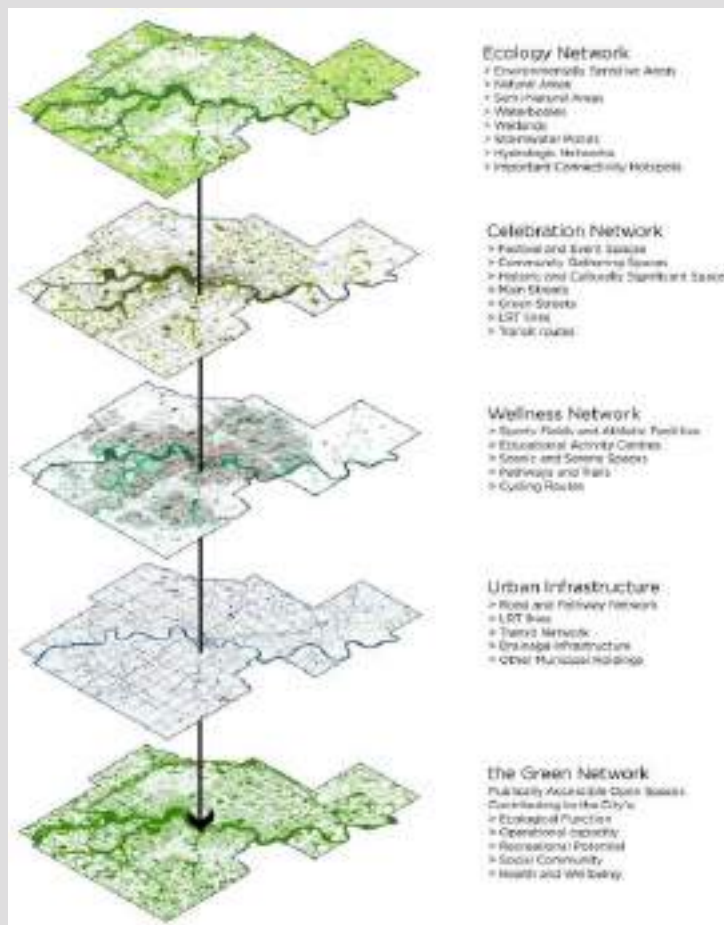 Ecology Network
> Environmentally Sensitive Areas
> Natural Areas
> Semi-Natural Areas
> Waterbodies
> Wetlands
> Stormwater Ponds
> Hydrologic Networks
> Important Connectivity Hotspots
Celebration Network
> Festival and Event Spaces
> Community Gathering Spaces
> Historic and Culturally Significant Space
> Main Streets
> Green Streets
> LRT lines
> Transit routes
Wellness Network
> Sports Fields and Athletic Facilities
> Educational Activity Centres
> Scenic and Serene Spaces
> Pathways and Trails
> Cycling Routes
Urban Infrastructure
> Road and Pathway Network
> LRT lines
> Transit Network
> Drainage Infrastructure
> Other Municipal Holdings
the Green Network
Publically Accessible Open Spaces
Contributing to the City's:
> Ecological Function
> Operational capacity
> Recreational Potential
> Social Community
> Health and Wellbeing